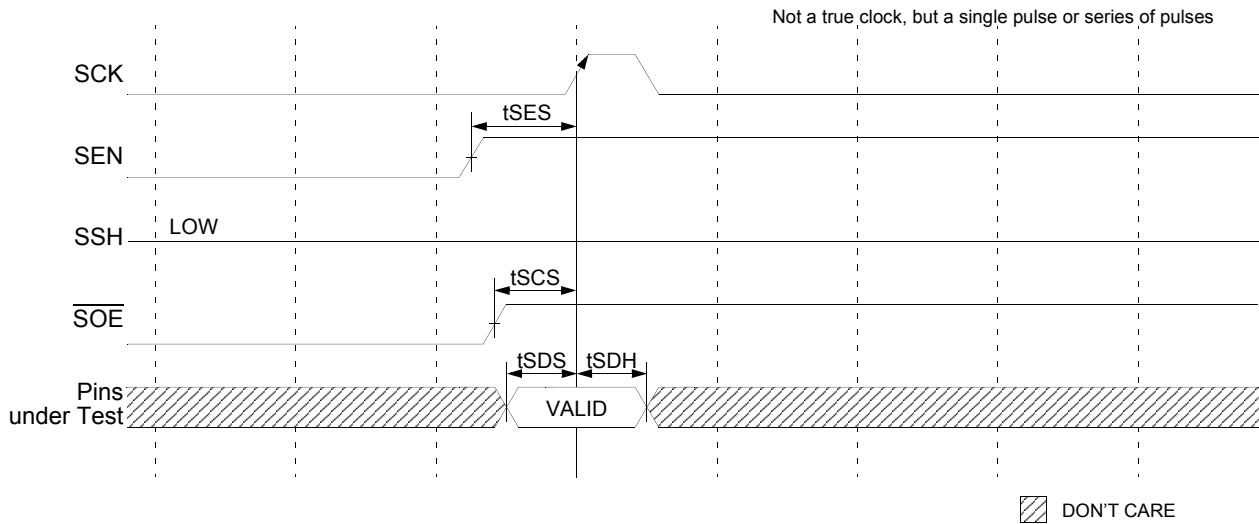 Not a true clock, but a single pulse or series of pulses
SCK
tSES
SEN
LOW
SSH
tSCS
SOE
tSDS
tSDH
Pins
under Test
VALID
DON'T CARE